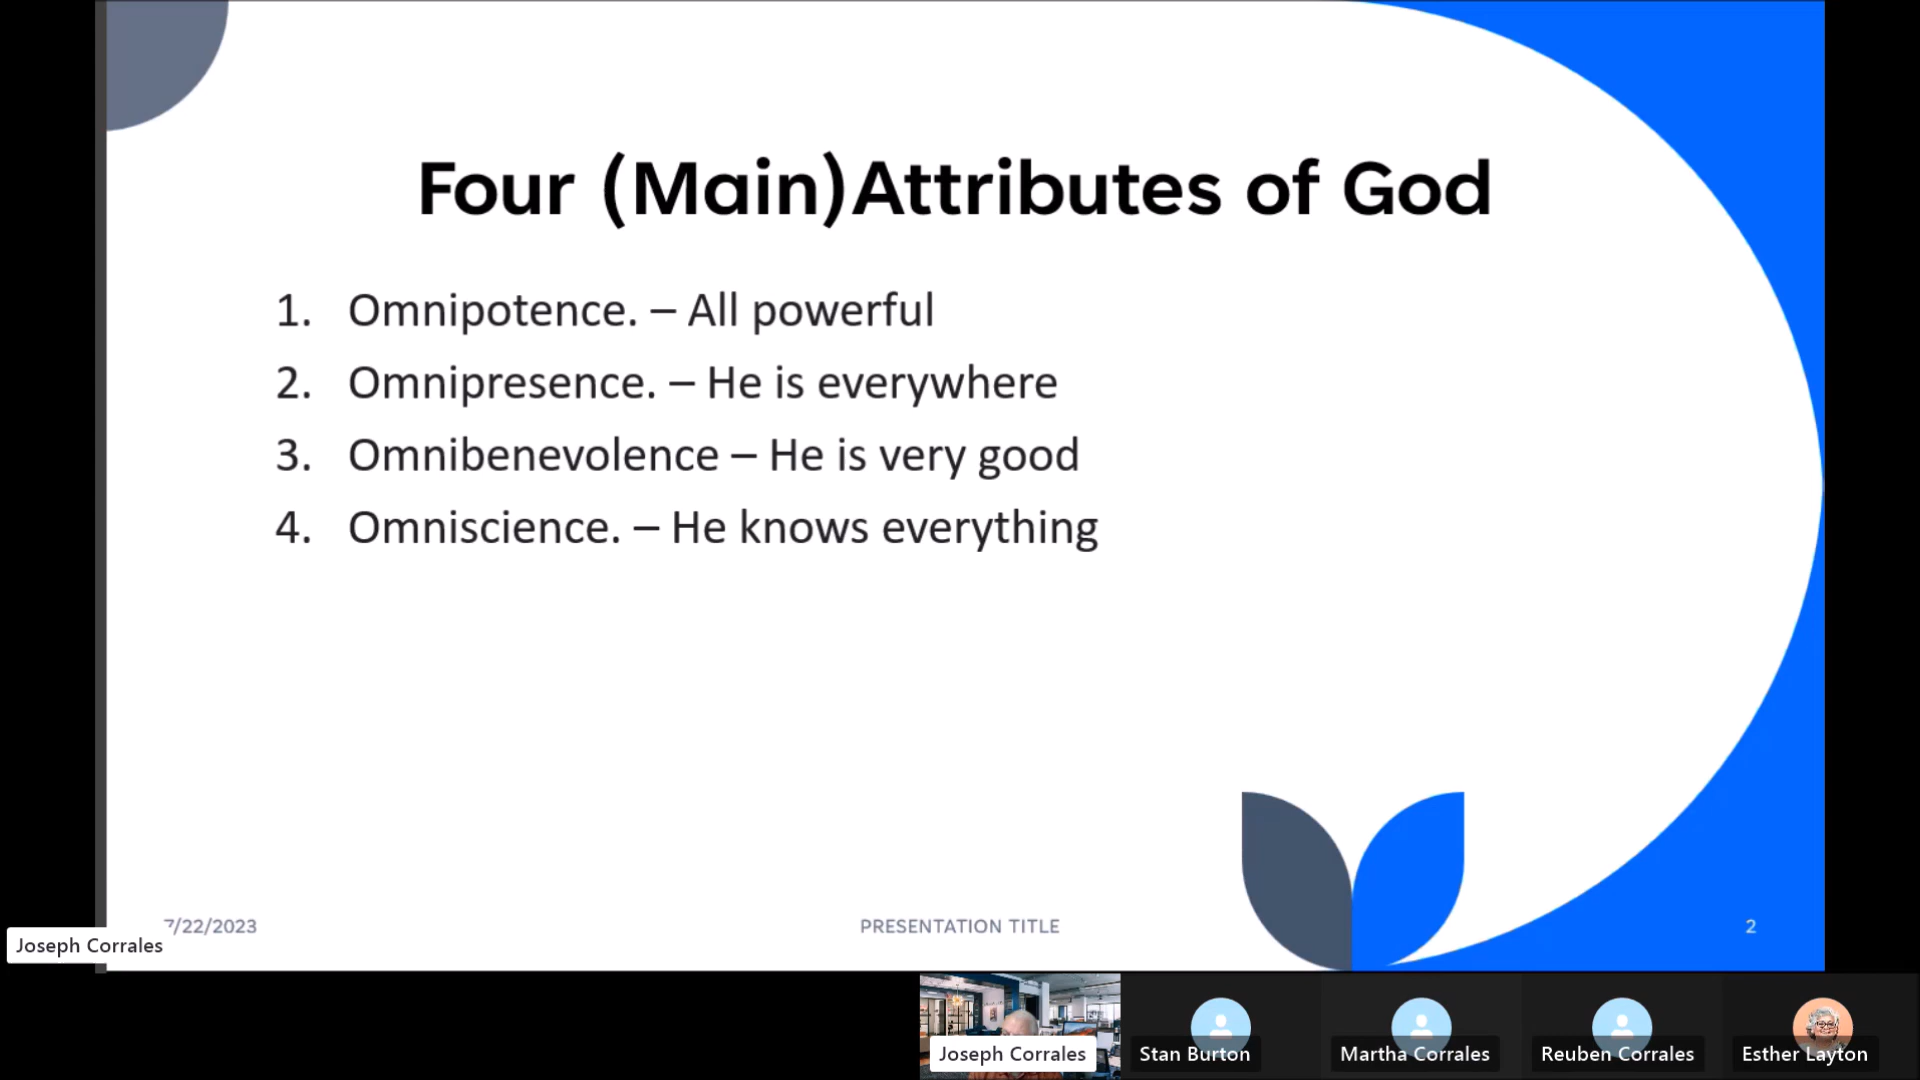 Four (Main)Attributes of God
1. Omnipotence. – All powerful
2. Omnipresence. – He is everywhere
3. Omnibenevolence – He is very good
4. Omniscience. – He knows everything
7/22/2023
PRESENTATION TITLE
2
Joseph Corrales
Joseph Corrales
Stan Burton
Martha Corrales
Reuben Corrales
Esther Layton